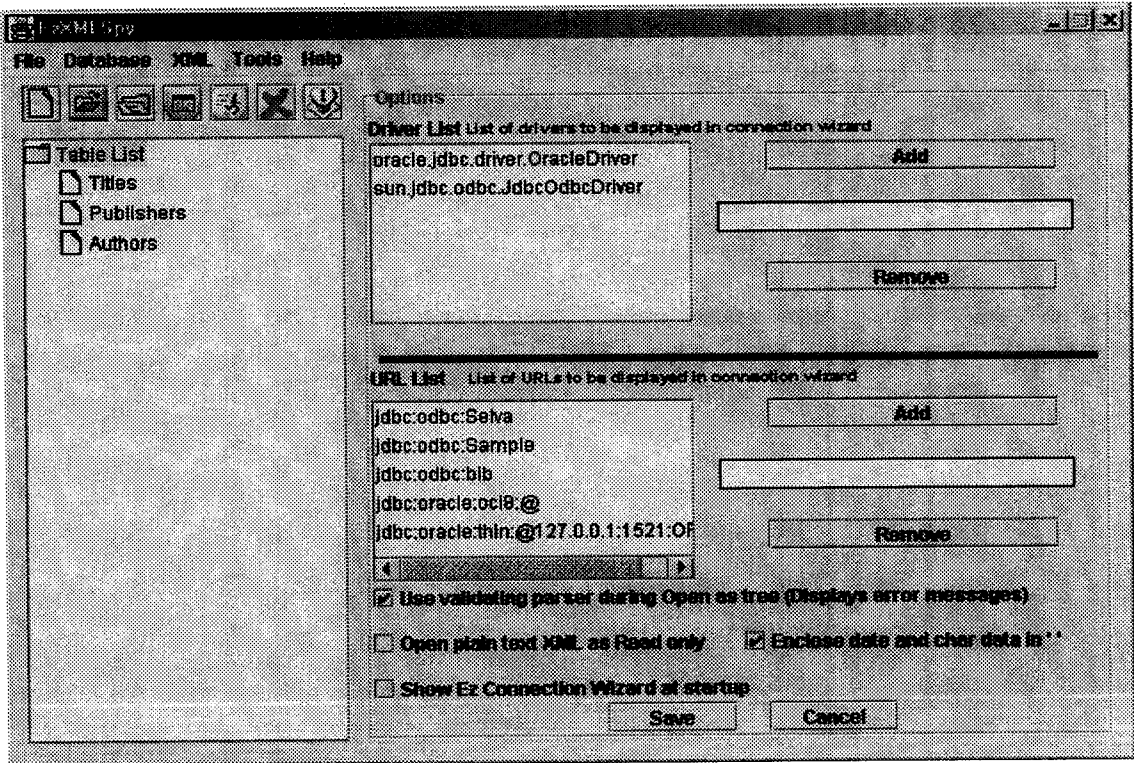 EzXMLSpy
File Database XML Tools Help
Options
Driver List List of drivers to be displayed in connection wizard
Table List
Titles
Publishers
Authors
oracle.jdbc.driver.OracleDriver
sun.jdbc.odbc.JdbcOdbcDriver
Add
Remove
URL List List of URLs to be displayed in connection wizard
jdbc:odbc:Selva
jdbc:odbc:Sample
jdbc:odbc:bib
jdbc:oracle:oci8:@
jdbc:oracle:thin:@127.0.0.1:1521:OR
Add
Remove
Use validating parser during Open as tree (Displays error messages)
Open plain text XML as Read only Enclose date and char data in ' '
Show Ez Connection Wizard at startup
Save Cancel